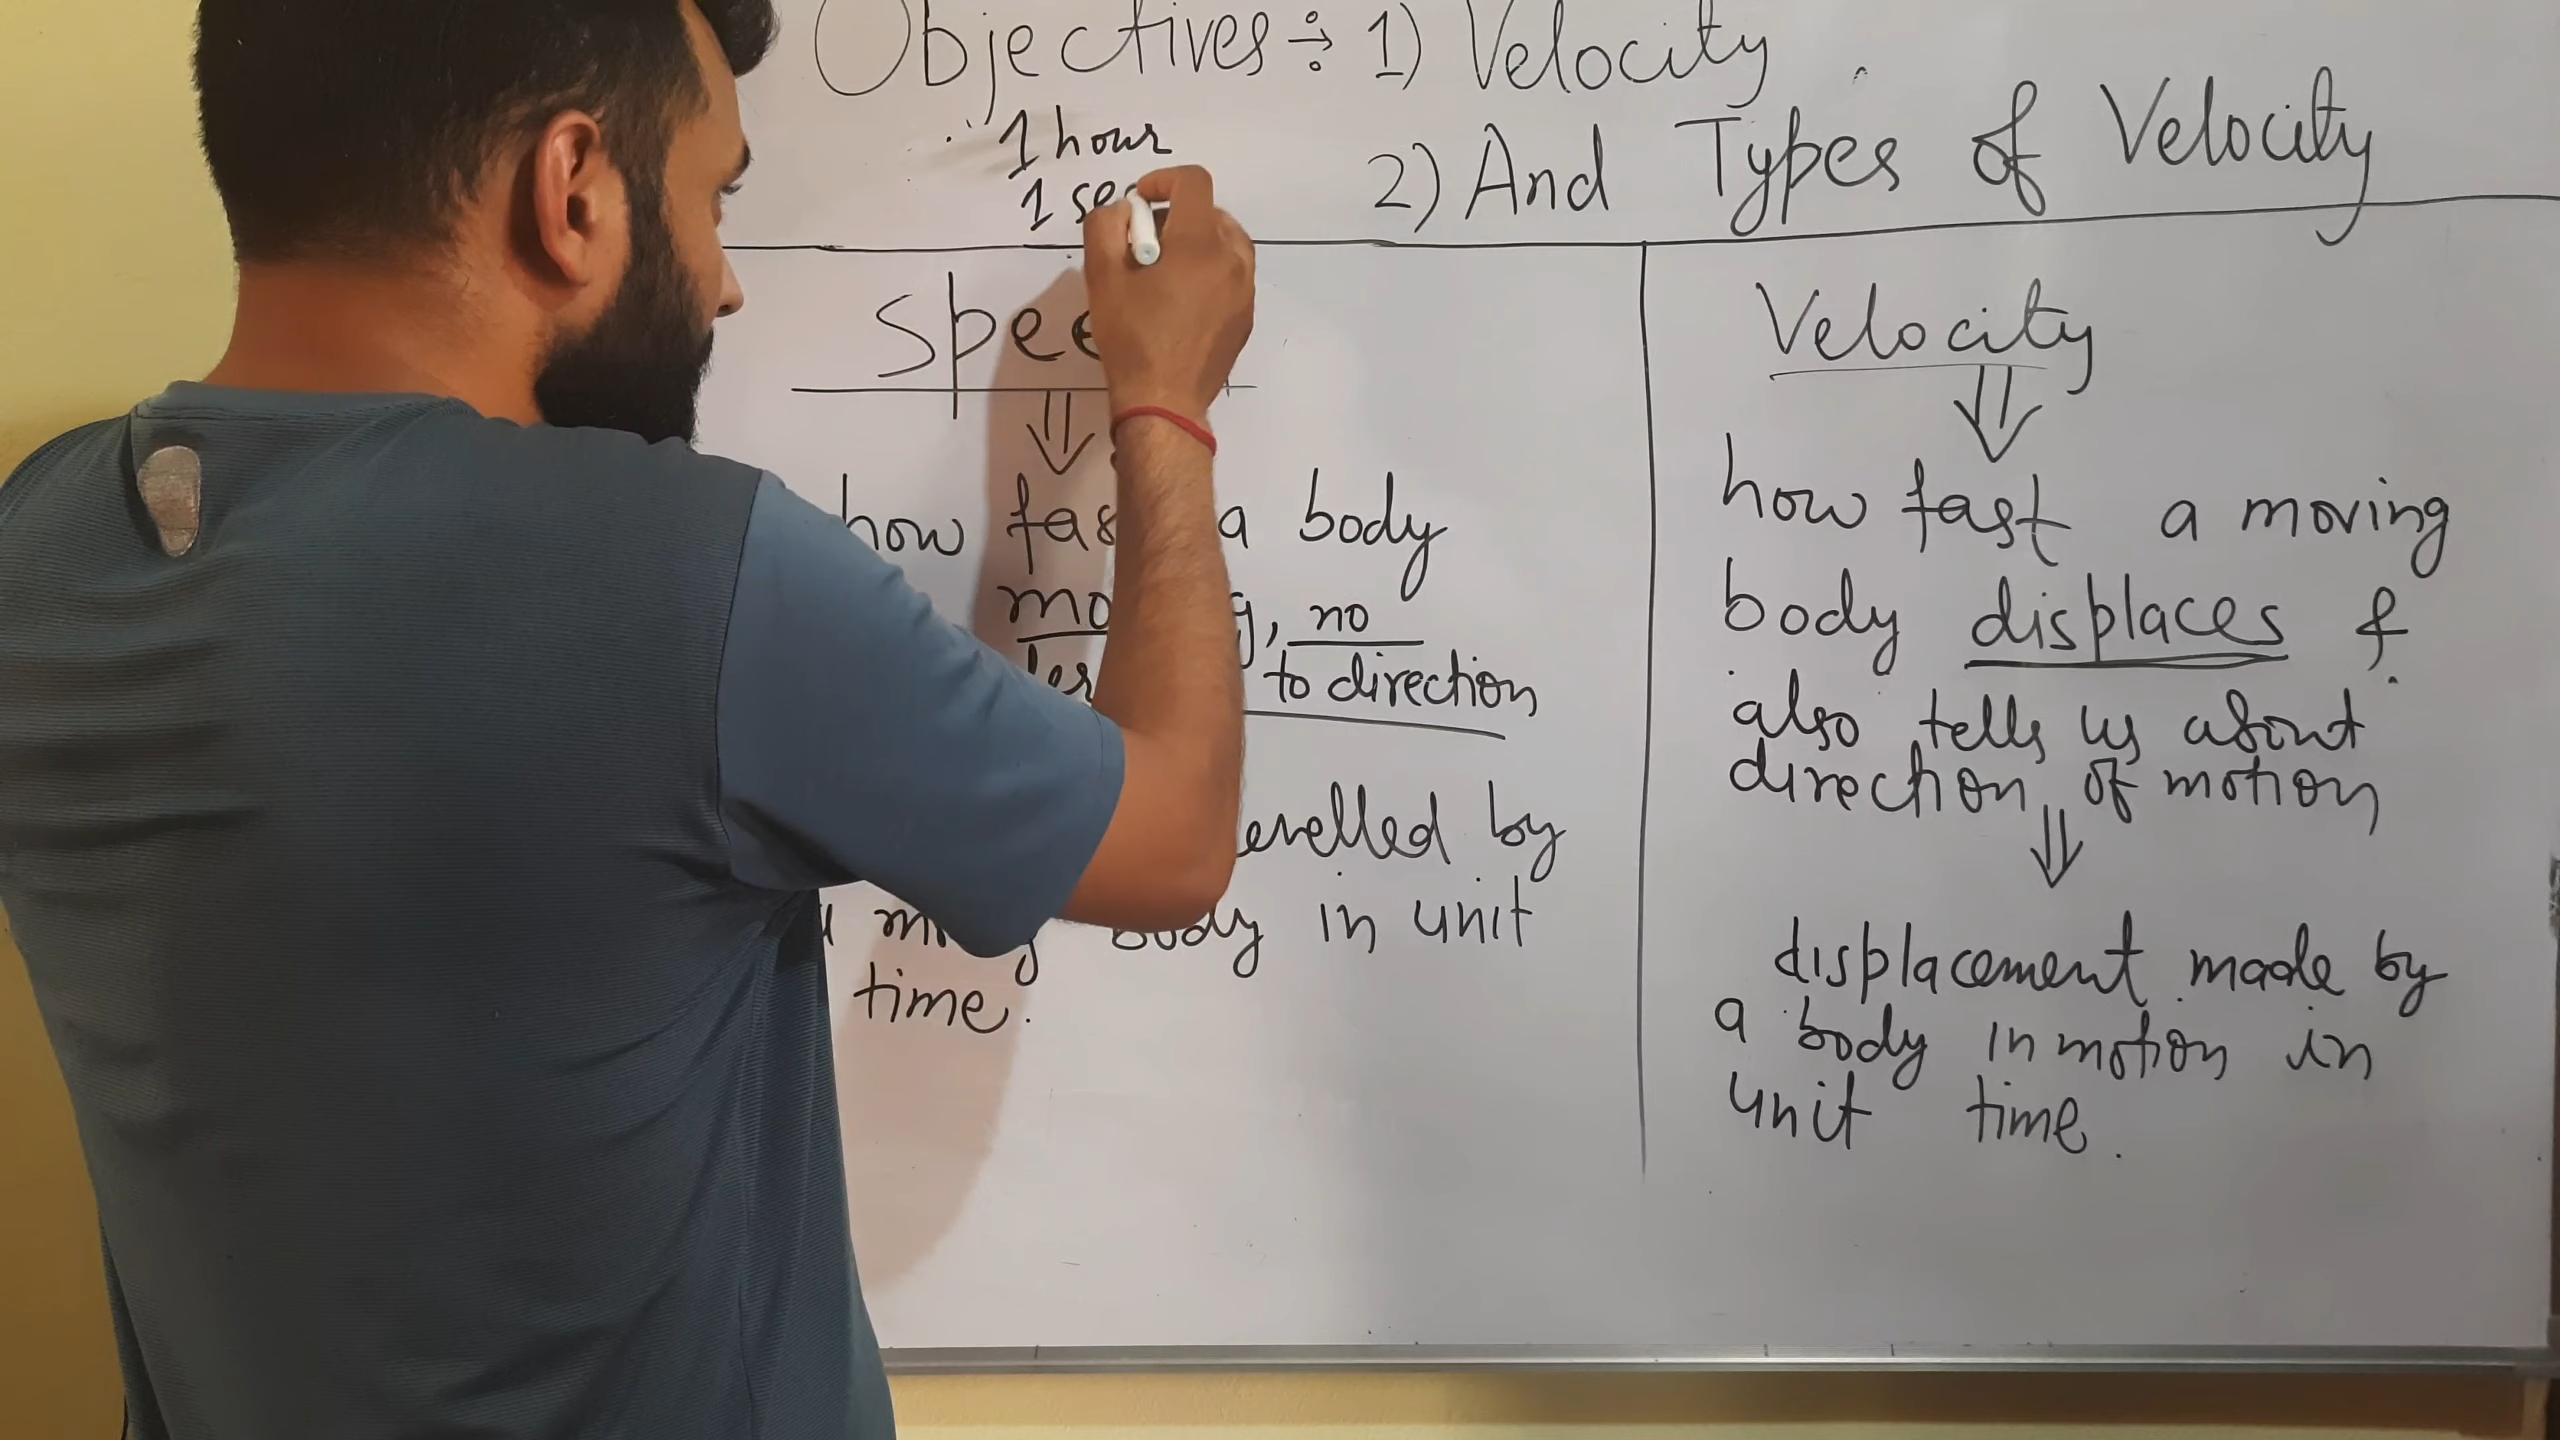 Objectives ÷ 1) Velocity
2) And Types of Velocity
1 hour
1 sec
Spee
how fas a body
mo g, no
to direction
evelled by
body in unit
time.
Velocity
how fast a moving
body displaces &
also tells us about
direction of motion
displacement made by
a body in motion in
unit time.